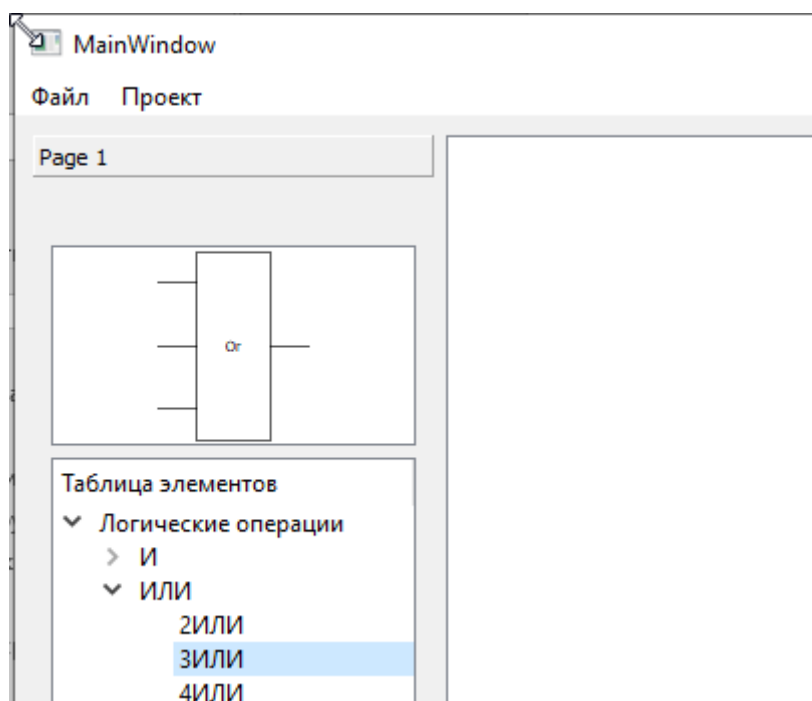 MainWindow
Файл Проект
Page 1
Or
Таблица элементов
Логические операции
И
ИЛИ
2ИЛИ
3ИЛИ
4ИЛИ